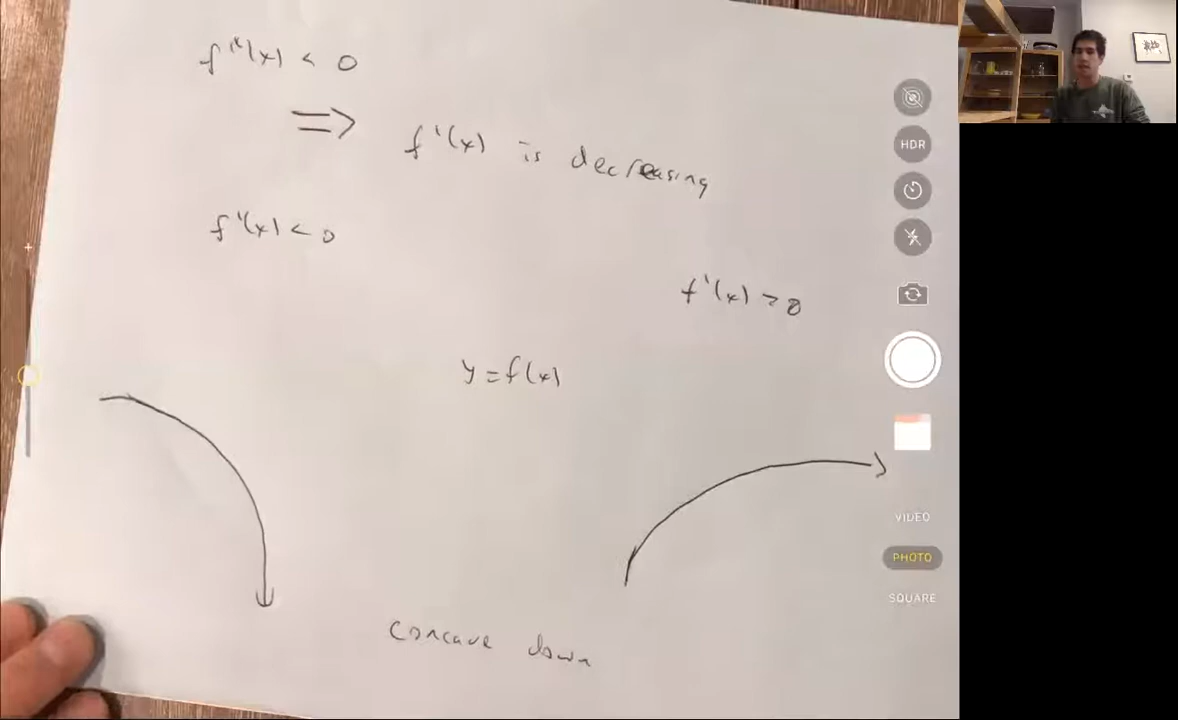 f''(x) < 0
⇒ f'(x) is decreasing
f'(x) < 0
f'(x) > 0
y = f(x)
concave down
HDR
VIDEO
PHOTO
SQUARE